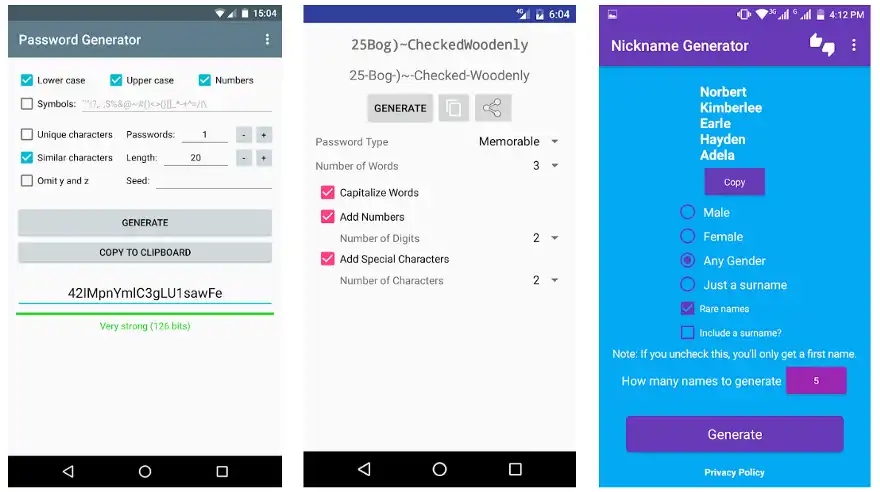 15:04
Password Generator
Lower case Upper case Numbers
Symbols:
Unique characters Passwords: 1 - +
Similar characters Length: 20 - +
Omit y and z Seed:
GENERATE
COPY TO CLIPBOARD
42IMpnYmlC3gLU1sawFe
Very strong (126 bits)
4G 6:04
25Bog)~CheckedWoodenly
25-Bog-)~-Checked-Woodenly
GENERATE
Password Type Memorable
Number of Words 3
Capitalize Words
Add Numbers
Number of Digits 2
Add Special Characters
Number of Characters 2
3G G 4:12 PM
Nickname Generator
Norbert
Kimberlee
Earle
Hayden
Adela
Copy
Male
Female
Any Gender
Just a surname
Rare names
Include a surname?
Note: If you uncheck this, you'll only get a first name.
How many names to generate 5
Generate
Privacy Policy